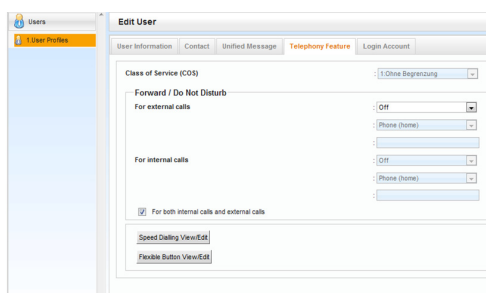 Users
Edit User
1.User Profiles
User Information Contact Unified Message Telephony Feature Login Account
Class of Service (COS) : 1:Ohne Begrenzung
Forward / Do Not Disturb
For external calls : Off
: Phone (home)
:
For internal calls : Off
: Phone (home)
:
For both internal calls and external calls
Speed Dialling View/Edit
Flexible Button View/Edit